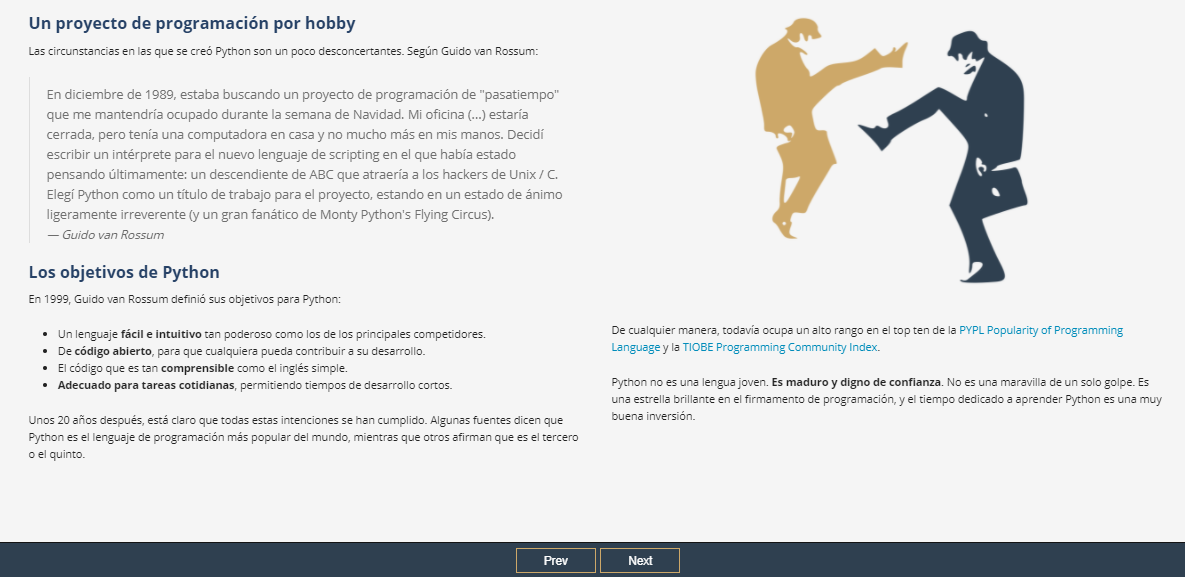 Un proyecto de programación por hobby
Las circunstancias en las que se creó Python son un poco desconcertantes. Según Guido van Rossum:
En diciembre de 1989, estaba buscando un proyecto de programación de "pasatiempo"
que me mantendría ocupado durante la semana de Navidad. Mi oficina (...) estaría
cerrada, pero tenía una computadora en casa y no mucho más en mis manos. Decidí
escribir un intérprete para el nuevo lenguaje de scripting en el que había estado
pensando últimamente: un descendiente de ABC que atraería a los hackers de Unix / C.
Elegí Python como un título de trabajo para el proyecto, estando en un estado de ánimo
ligeramente irreverente (y un gran fanático de Monty Python's Flying Circus).
— Guido van Rossum
Los objetivos de Python
En 1999, Guido van Rossum definió sus objetivos para Python:
• Un lenguaje fácil e intuitivo tan poderoso como los de los principales competidores.
• De código abierto, para que cualquiera pueda contribuir a su desarrollo.
• El código que es tan comprensible como el inglés simple.
• Adecuado para tareas cotidianas, permitiendo tiempos de desarrollo cortos.
Unos 20 años después, está claro que todas estas intenciones se han cumplido. Algunas fuentes dicen que
Python es el lenguaje de programación más popular del mundo, mientras que otros afirman que es el tercero
o el quinto.
De cualquier manera, todavía ocupa un alto rango en el top ten de la PYPL Popularity of Programming
Language y la TIOBE Programming Community Index.
Python no es una lengua joven. Es maduro y digno de confianza. No es una maravilla de un solo golpe. Es
una estrella brillante en el firmamento de programación, y el tiempo dedicado a aprender Python es una muy
buena inversión.
Prev
Next